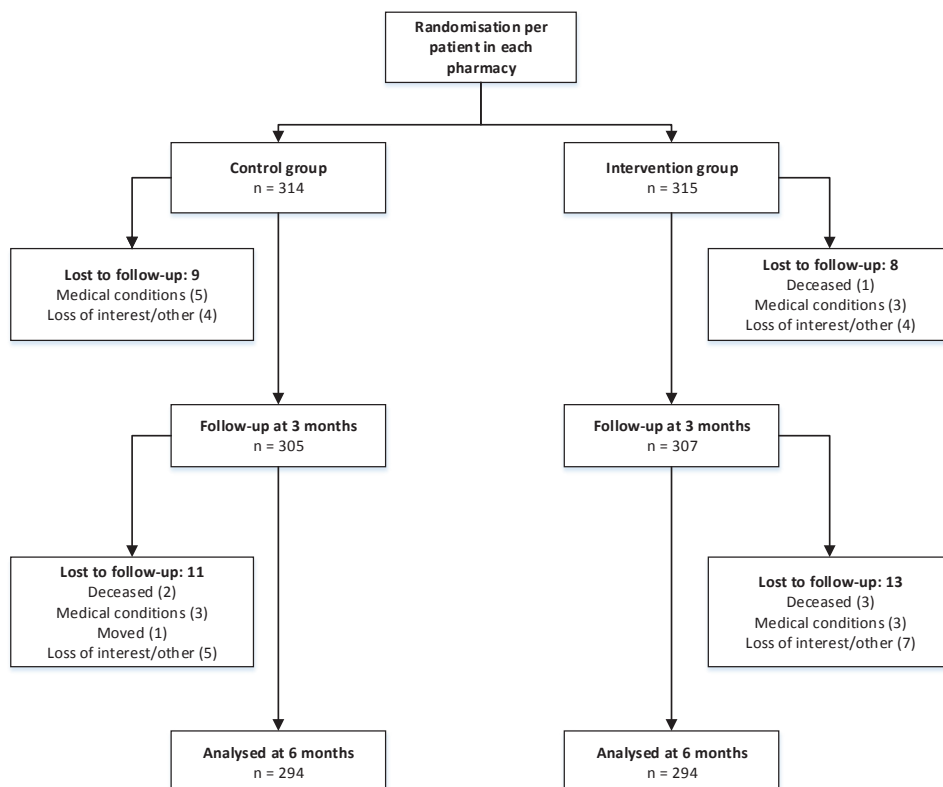 Randomisation per
patient in each
pharmacy
Control group
n = 314
Intervention group
n = 315
Lost to follow-up: 9
Medical conditions (5)
Loss of interest/other (4)
Lost to follow-up: 8
Deceased (1)
Medical conditions (3)
Loss of interest/other (4)
Follow-up at 3 months
n = 305
Follow-up at 3 months
n = 307
Lost to follow-up: 11
Deceased (2)
Medical conditions (3)
Moved (1)
Loss of interest/other (5)
Lost to follow-up: 13
Deceased (3)
Medical conditions (3)
Loss of interest/other (7)
Analysed at 6 months
n = 294
Analysed at 6 months
n = 294